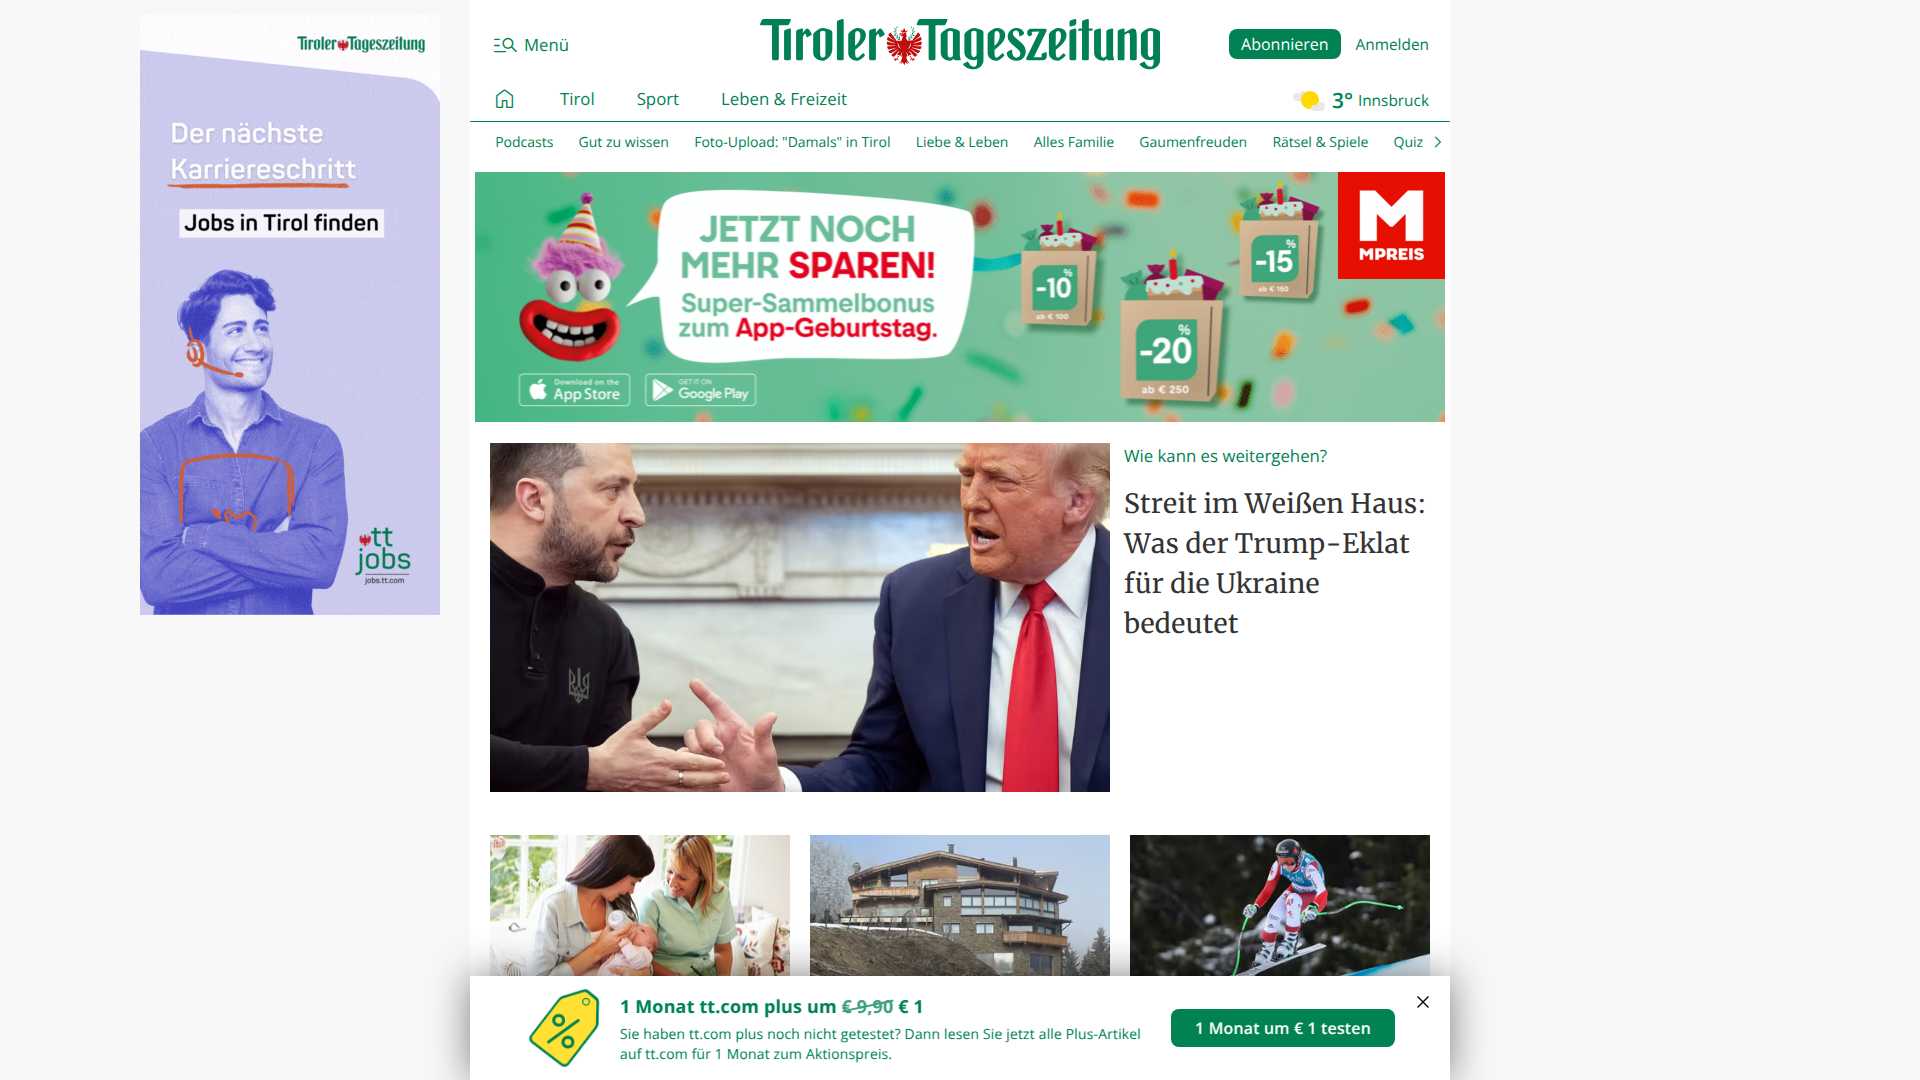 Tiroler Tageszeitung
Der nächste
Karriereschritt
Jobs in Tirol finden
tt
jobs
jobs.tt.com
Menü
Tiroler Tageszeitung
Abonnieren
Anmelden
Tirol
Sport
Leben & Freizeit
3° Innsbruck
Podcasts
Gut zu wissen
Foto-Upload: "Damals" in Tirol
Liebe & Leben
Alles Familie
Gaumenfreuden
Rätsel & Spiele
Quiz
JETZT NOCH
MEHR SPAREN!
Super-Sammelbonus
zum App-Geburtstag.
Download on the
App Store
GET IT ON
Google Play
-10 %
ab € 100
-20 %
ab € 250
-15 %
ab € 150
M
MPREIS
Wie kann es weitergehen?
Streit im Weißen Haus:
Was der Trump-Eklat
für die Ukraine
bedeutet
1 Monat tt.com plus um € 9,90 € 1
Sie haben tt.com plus noch nicht getestet? Dann lesen Sie jetzt alle Plus-Artikel
auf tt.com für 1 Monat zum Aktionspreis.
1 Monat um € 1 testen